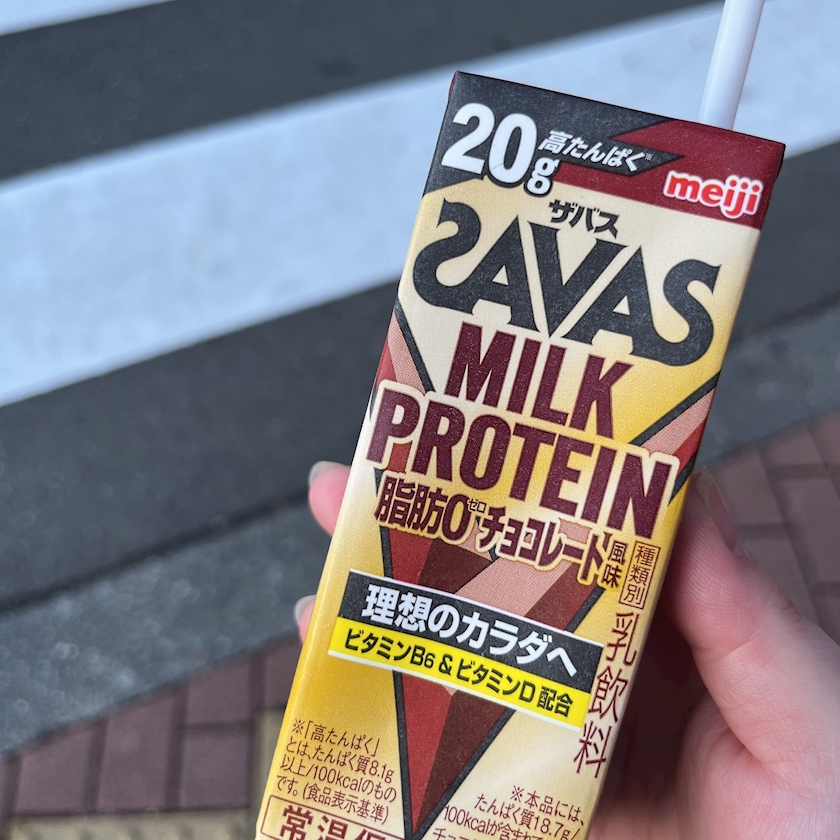 20g 高たんぱく※
meiji
ザバス
SAVAS
MILK
PROTEIN
脂肪0ゼロ チョコレート風味
種類別 乳飲料
理想のカラダへ
ビタミンB6 & ビタミンD 配合
※「高たんぱく」
とは、たんぱく質8.1g
以上/100kcalのもの
です。(食品表示基準)
※本品には、
たんぱく質18.7g/
100kcalが含まれ
常温